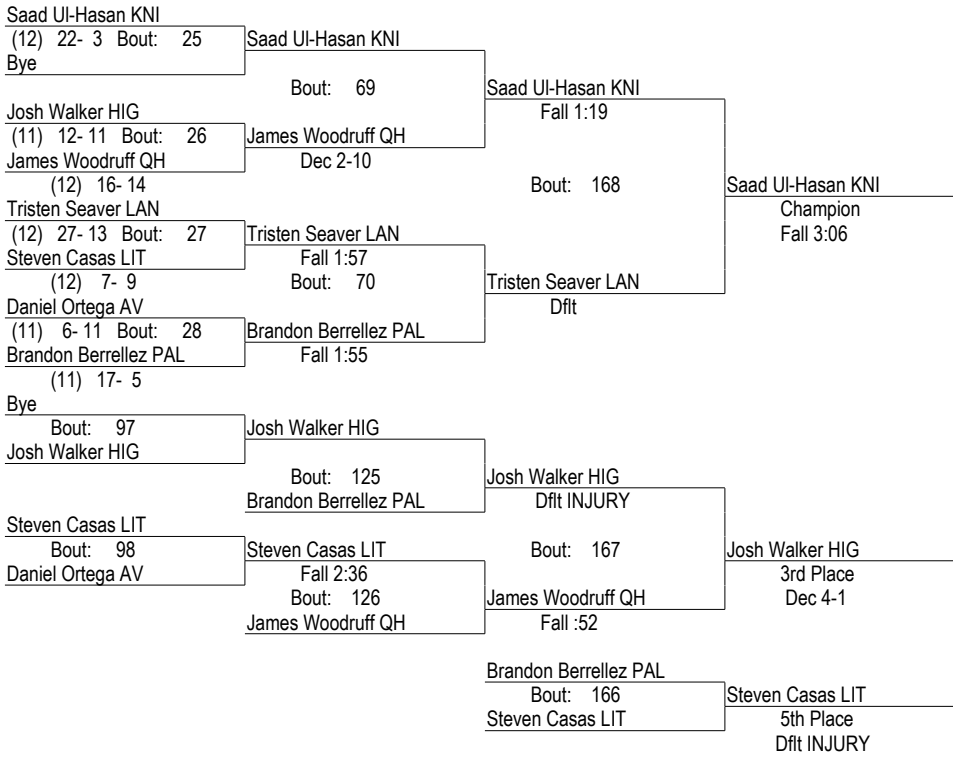 Saad Ul-Hasan KNI
(12) 22- 3 Bout: 25 Saad Ul-Hasan KNI
Bye
Bout: 69 Saad Ul-Hasan KNI
Josh Walker HIG Fall 1:19
(11) 12- 11 Bout: 26 James Woodruff QH
James Woodruff QH Dec 2-10
(12) 16- 14 Bout: 168 Saad Ul-Hasan KNI
Tristen Seaver LAN Champion
(12) 27- 13 Bout: 27 Tristen Seaver LAN Fall 3:06
Steven Casas LIT Fall 1:57
(12) 7- 9 Bout: 70 Tristen Seaver LAN
Daniel Ortega AV Dflt
(11) 6- 11 Bout: 28 Brandon Berrellez PAL
Brandon Berrellez PAL Fall 1:55
(11) 17- 5
Bye
Bout: 97 Josh Walker HIG
Josh Walker HIG
Bout: 125 Josh Walker HIG
Brandon Berrellez PAL Dflt INJURY
Steven Casas LIT
Bout: 98 Steven Casas LIT Bout: 167 Josh Walker HIG
Daniel Ortega AV Fall 2:36 3rd Place
Bout: 126 James Woodruff QH Dec 4-1
James Woodruff QH Fall :52
Brandon Berrellez PAL
Bout: 166 Steven Casas LIT
Steven Casas LIT 5th Place
Dflt INJURY